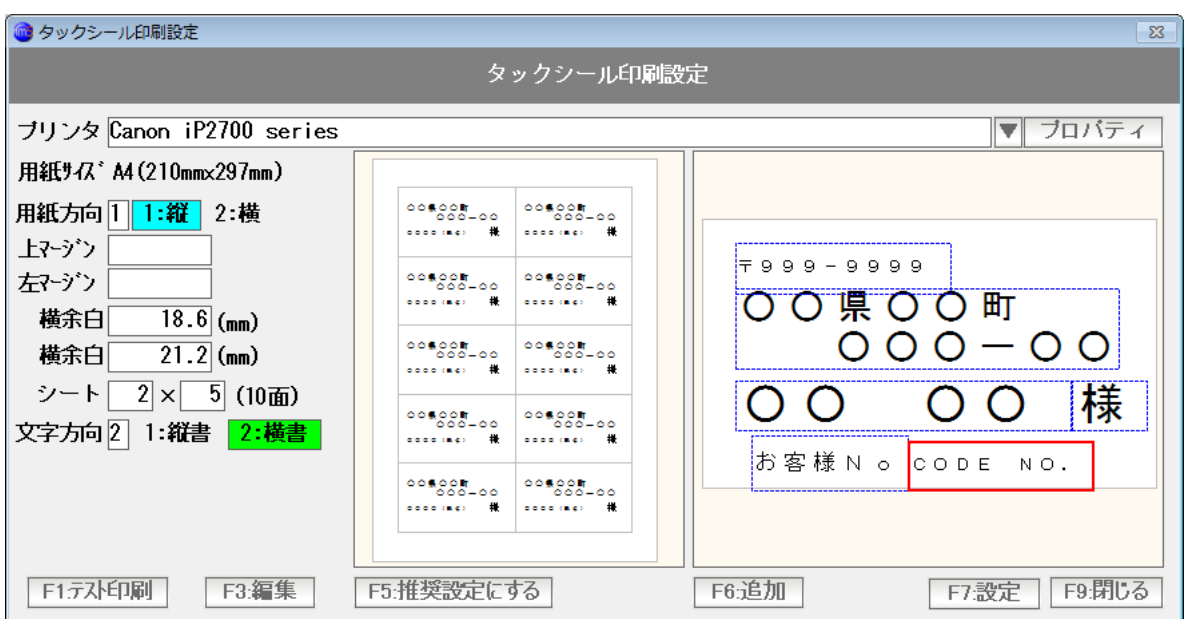 タックシール印刷設定
タックシール印刷設定
プリンタ Canon iP2700 series ▼ プロパティ
用紙ｻｲｽﾞ A4(210mmx297mm)
用紙方向 1 1:縦 2:横
上ﾏｰｼﾞﾝ
左ﾏｰｼﾞﾝ
横余白 18.6 (mm)
横余白 21.2 (mm)
シート 2 × 5 (10面)
文字方向 2 1:縦書 2:横書
〒999-9999
○○県○○町
○○○－○○
○○ ○○ 様
お客様No CODE NO.
F1:ﾃｽﾄ印刷 F3:編集 F5:推奨設定にする F6:追加 F7:設定 F9:閉じる